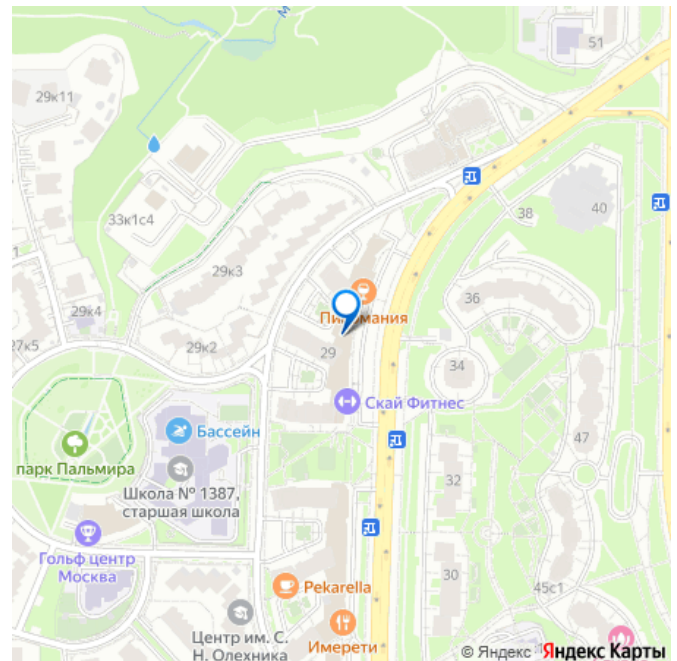 51
29к11
33к1с4
38
40
29к3
36
Пивомания
29к4
27к5
29к2
29
34
Скай Фитнес
Бассейн
47
парк Пальмира
Школа № 1387,
старшая школа
32
Гольф центр
Москва
30
Pekarella
45с1
Центр им. С.
Н. Олехника
Имерети
© Яндекс Яндекс Карты